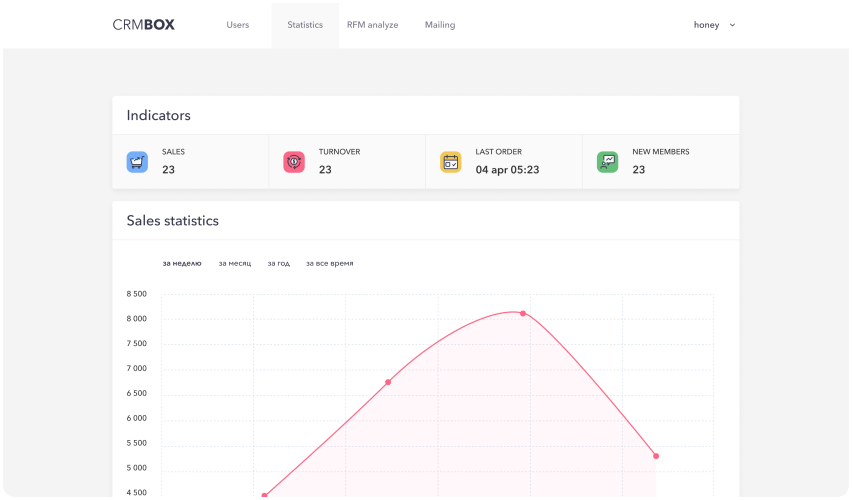 CRMBOX Users Statistics RFM analyze Mailing honey
Indicators
SALES
23
TURNOVER
23
LAST ORDER
04 apr 05:23
NEW MEMBERS
23
Sales statistics
за неделю за месяц за год за все время
8 500
8 000
7 500
7 000
6 500
6 000
5 500
5 000
4 500